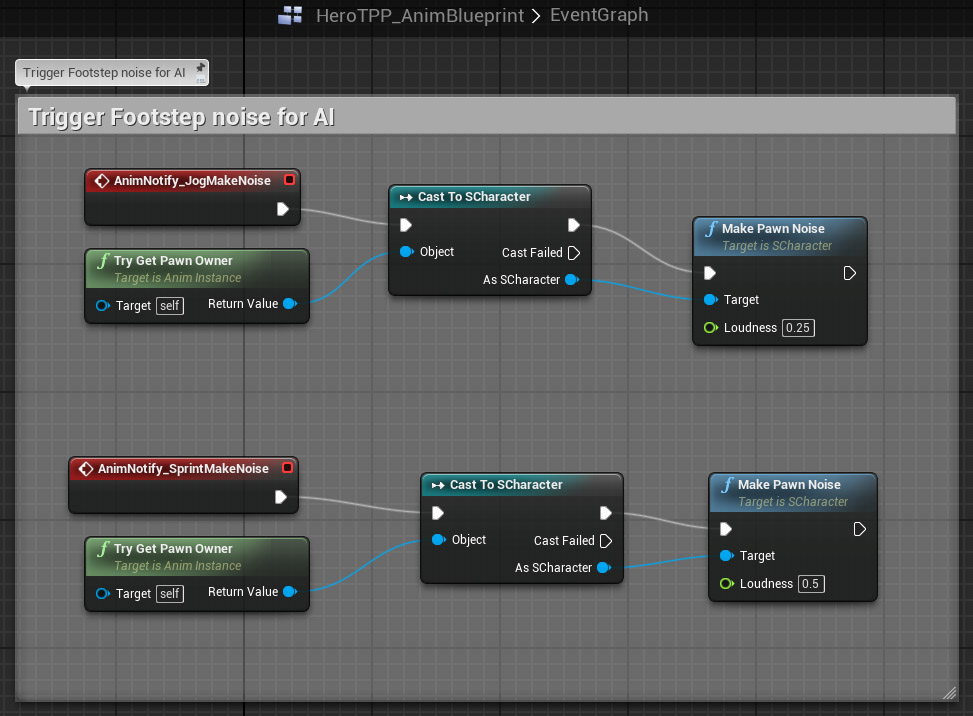 HeroTPP_AnimBlueprint > EventGraph
Trigger Footstep noise for AI
Trigger Footstep noise for AI
AnimNotify_JogMakeNoise
Try Get Pawn Owner
Target is Anim Instance
Target self Return Value
Cast To SCharacter
Object Cast Failed
As SCharacter
Make Pawn Noise
Target is SCharacter
Target
Loudness 0.25
AnimNotify_SprintMakeNoise
Try Get Pawn Owner
Target is Anim Instance
Target self Return Value
Cast To SCharacter
Object Cast Failed
As SCharacter
Make Pawn Noise
Target is SCharacter
Target
Loudness 0.5